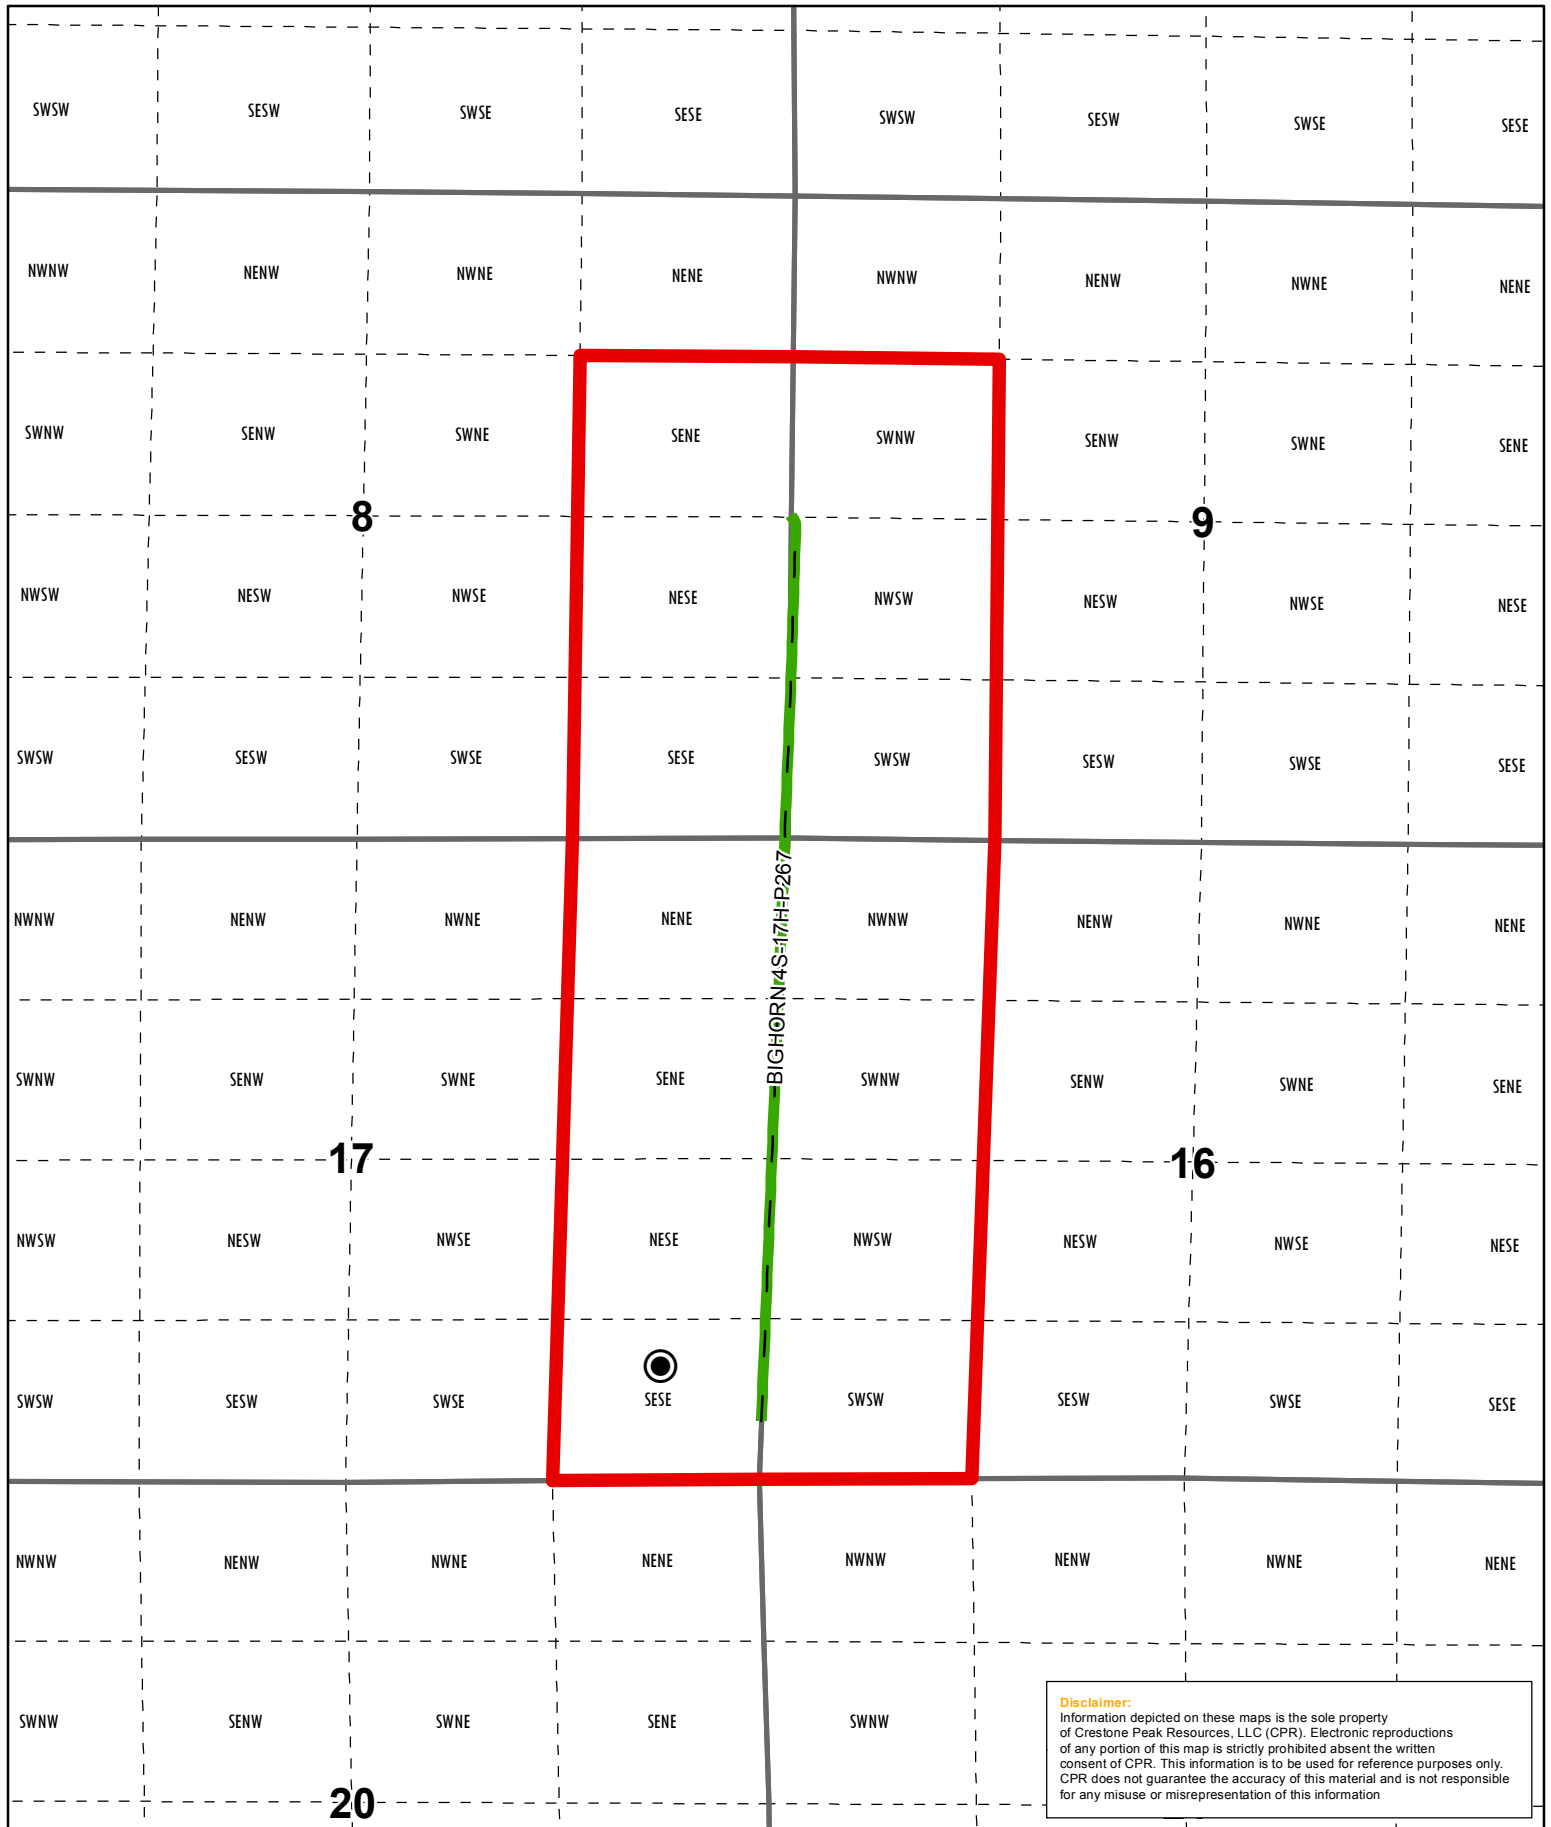 SWSW SESW SWSE SESE SWSW SESW SWSE SESE
NWNW NENW NWNE NENE NWNW NENW NWNE NENE
SWNW SENW SWNE SENE SWNW SENW SWNE SENE
8 9
NWSW NESW NWSE NESE NWSW NESW NWSE NESE
SWSW SESW SWSE SESE SWSW SESW SWSE SESE
BIGHORN 4S-17H-P267
NWNW NENW NWNE NENE NWNW NENW NWNE NENE
SWNW SENW SWNE SENE SWNW SENW SWNE SENE
17 16
NWSW NESW NWSE NESE NWSW NESW NWSE NESE
SWSW SESW SWSE SESE SWSW SESW SWSE SESE
NWNW NENW NWNE NENE NWNW NENW NWNE NENE
SWNW SENW SWNE SENE SWNW
20
Disclaimer:
Information depicted on these maps is the sole property
of Crestone Peak Resources, LLC (CPR). Electronic reproductions
of any portion of this map is strictly prohibited absent the written
consent of CPR. This information is to be used for reference purposes only.
CPR does not guarantee the accuracy of this material and is not responsible
for any misuse or misrepresentation of this information